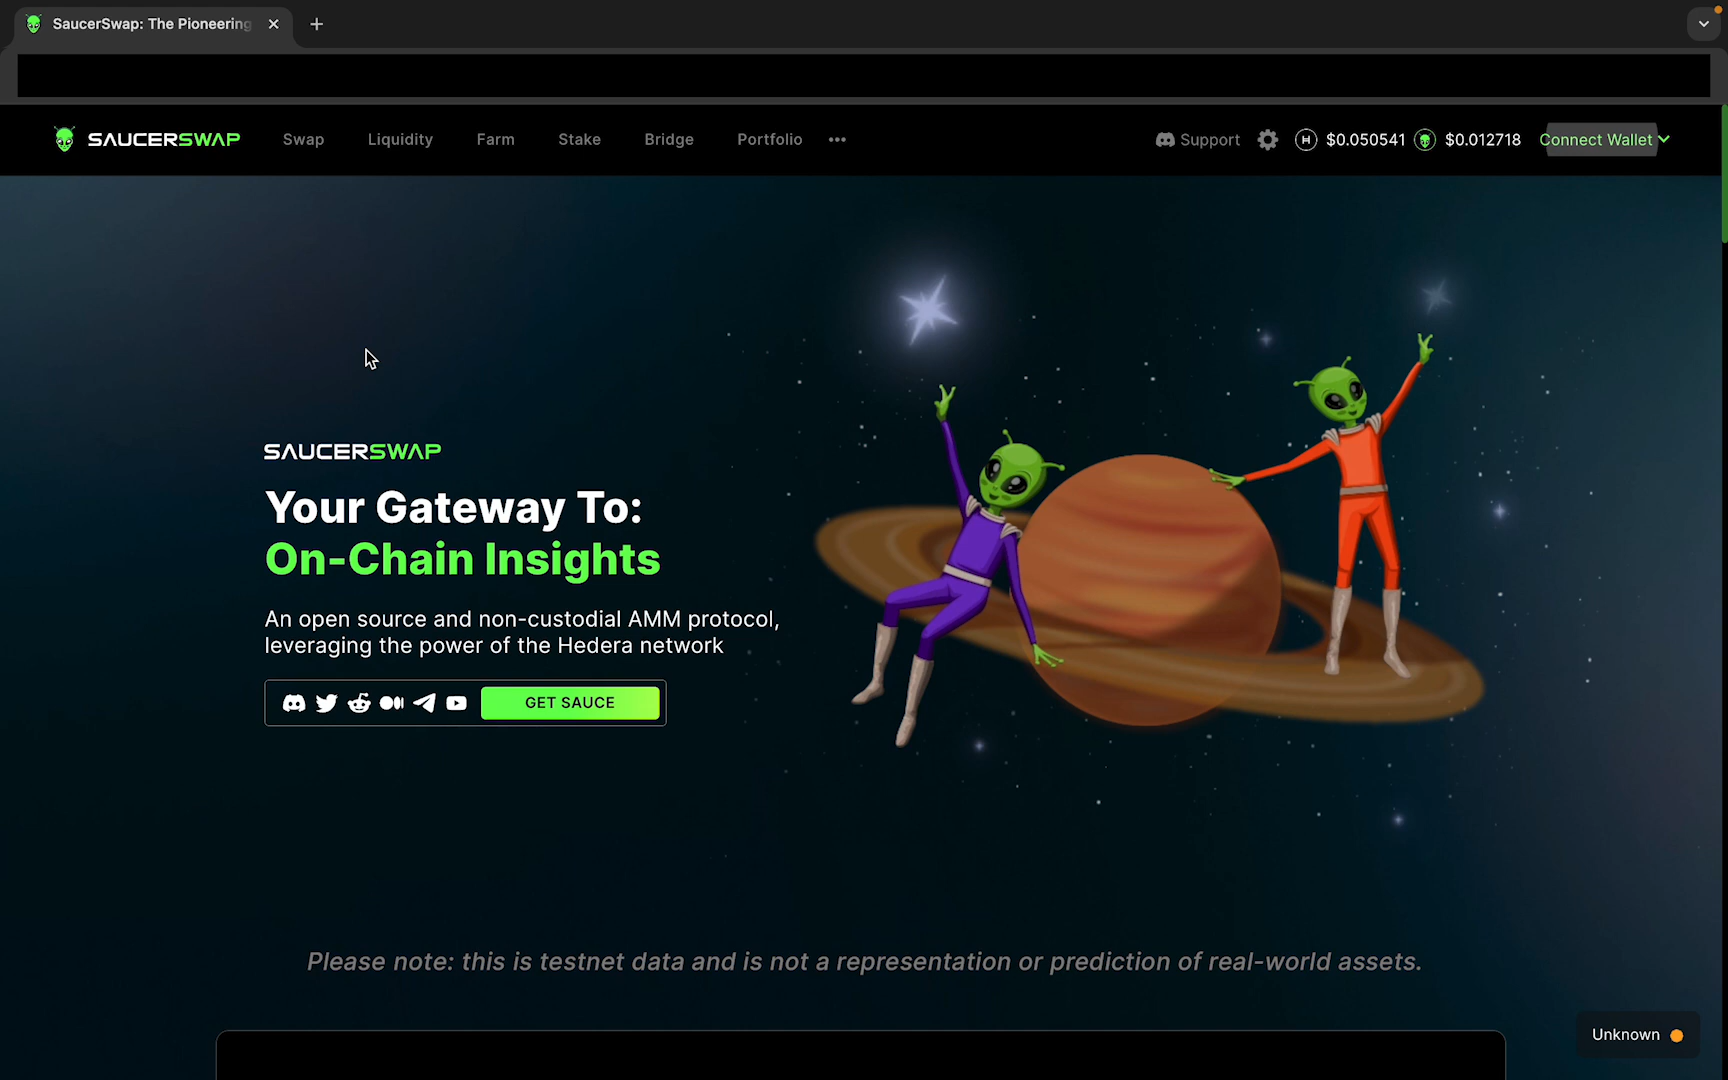 SaucerSwap: The Pioneering
SAUCERSWAP Swap Liquidity Farm Stake Bridge Portfolio ••• Support H $0.050541 $0.012718 Connect Wallet
SAUCERSWAP
Your Gateway To:
On-Chain Insights
An open source and non-custodial AMM protocol,
leveraging the power of the Hedera network
GET SAUCE
Please note: this is testnet data and is not a representation or prediction of real-world assets.
Unknown